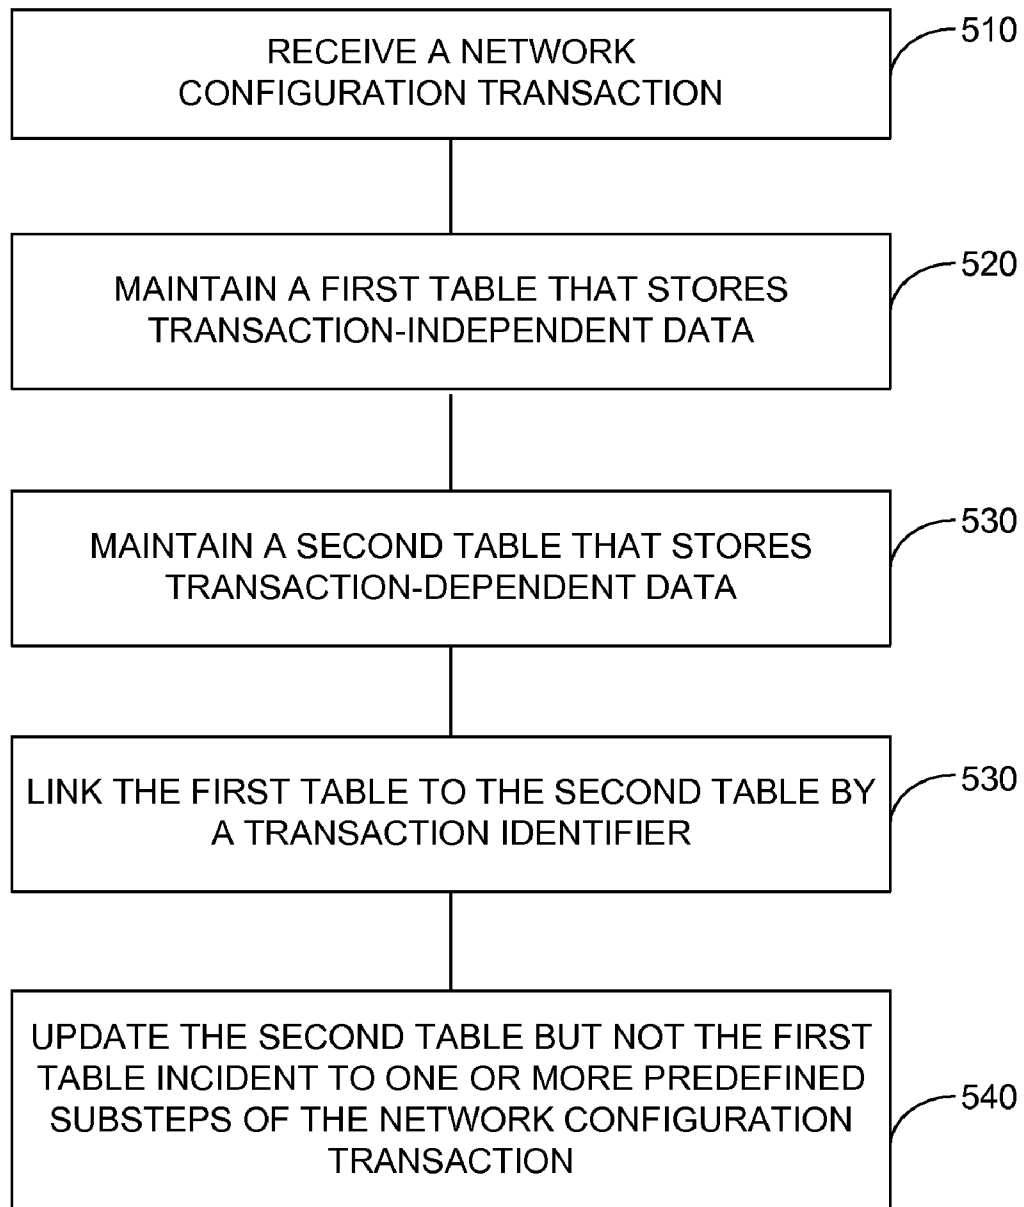 RECEIVE A NETWORK
CONFIGURATION TRANSACTION
510
MAINTAIN A FIRST TABLE THAT STORES
TRANSACTION-INDEPENDENT DATA
520
MAINTAIN A SECOND TABLE THAT STORES
TRANSACTION-DEPENDENT DATA
530
LINK THE FIRST TABLE TO THE SECOND TABLE BY
A TRANSACTION IDENTIFIER
530
UPDATE THE SECOND TABLE BUT NOT THE FIRST
TABLE INCIDENT TO ONE OR MORE PREDEFINED
SUBSTEPS OF THE NETWORK CONFIGURATION
TRANSACTION
540